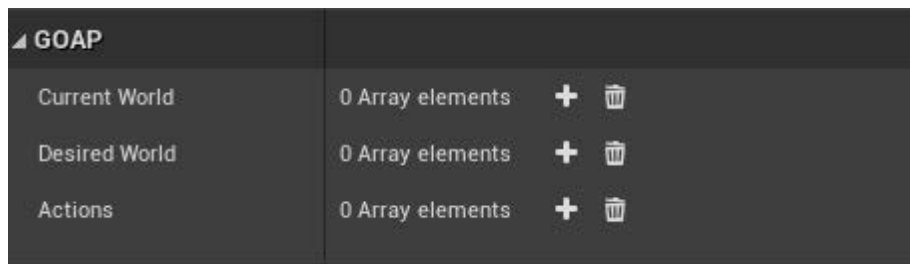 GOAP
Current World 0 Array elements
Desired World 0 Array elements
Actions 0 Array elements